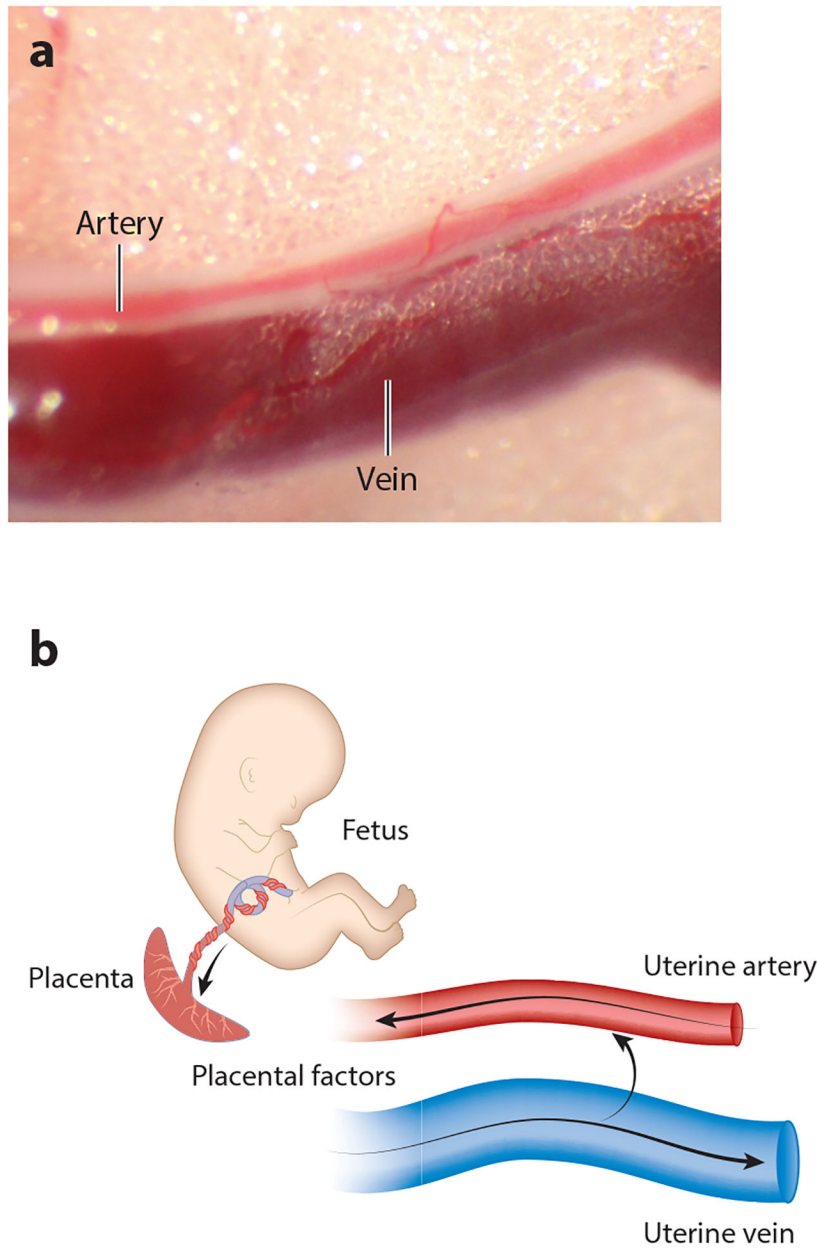 a
Artery
Vein
b
Fetus
Placenta
Uterine artery
Placental factors
Uterine vein